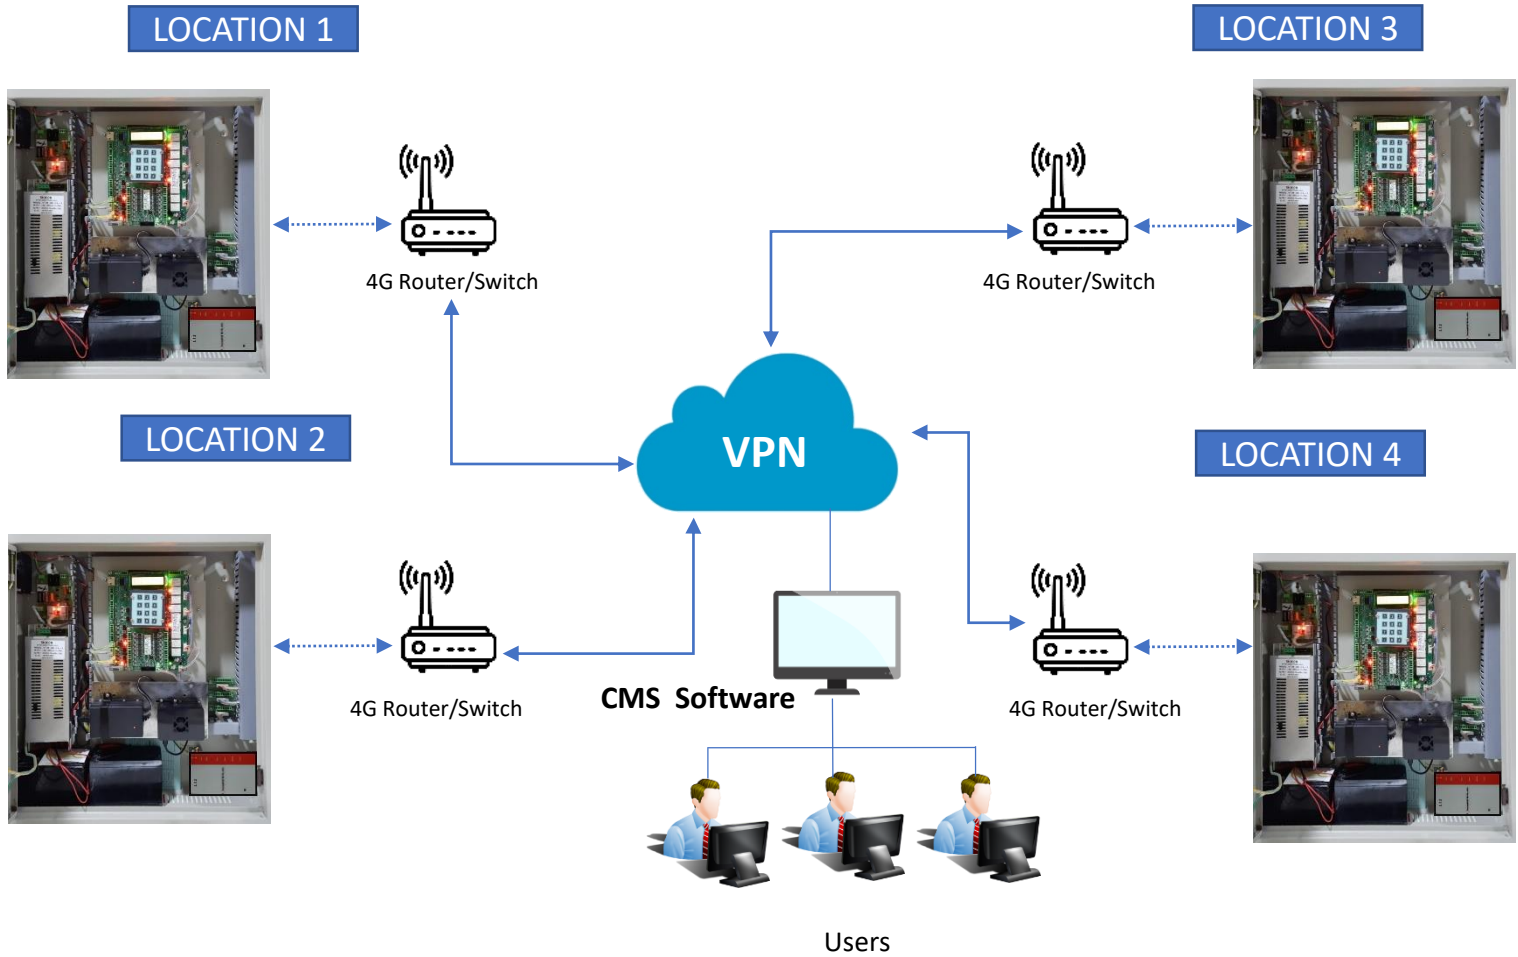 LOCATION 1
LOCATION 3
4G Router/Switch
4G Router/Switch
LOCATION 2
VPN
LOCATION 4
CMS  Software
4G Router/Switch
4G Router/Switch
Users